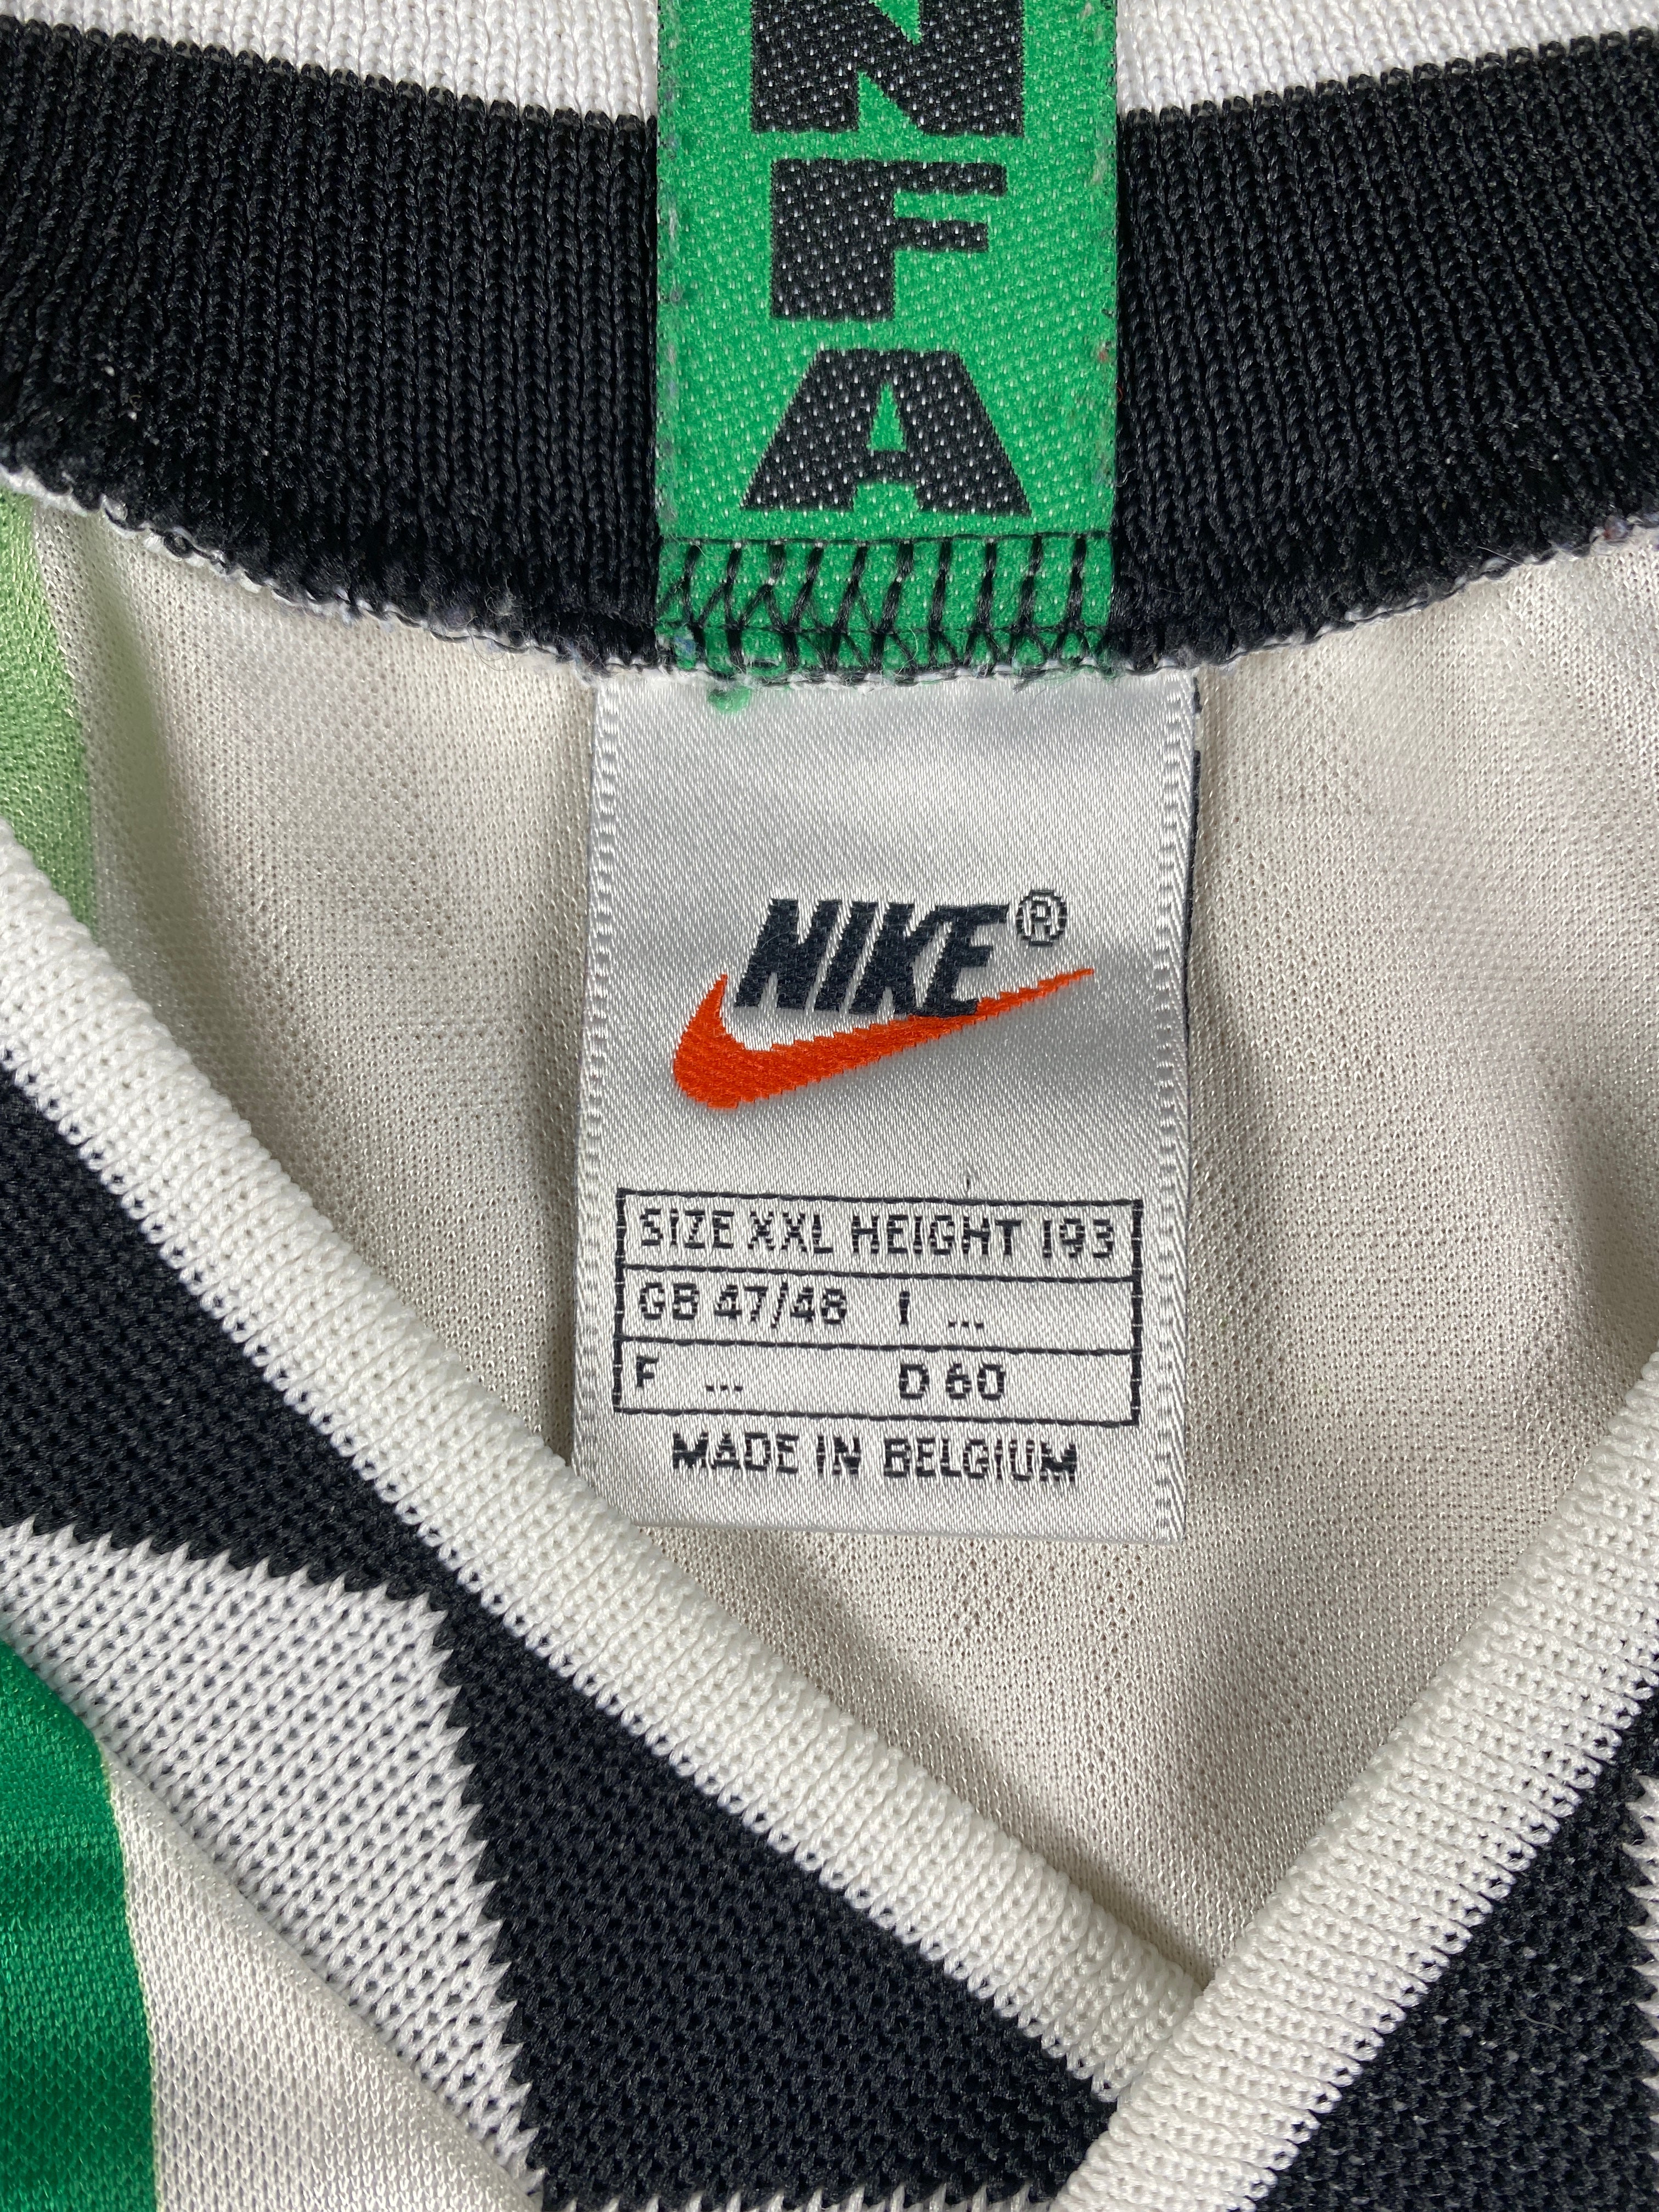 N
F
A
NIKE®
SIZE XXL HEIGHT 193
GB 47/48 I ...
F ... D 60
MADE IN BELGIUM